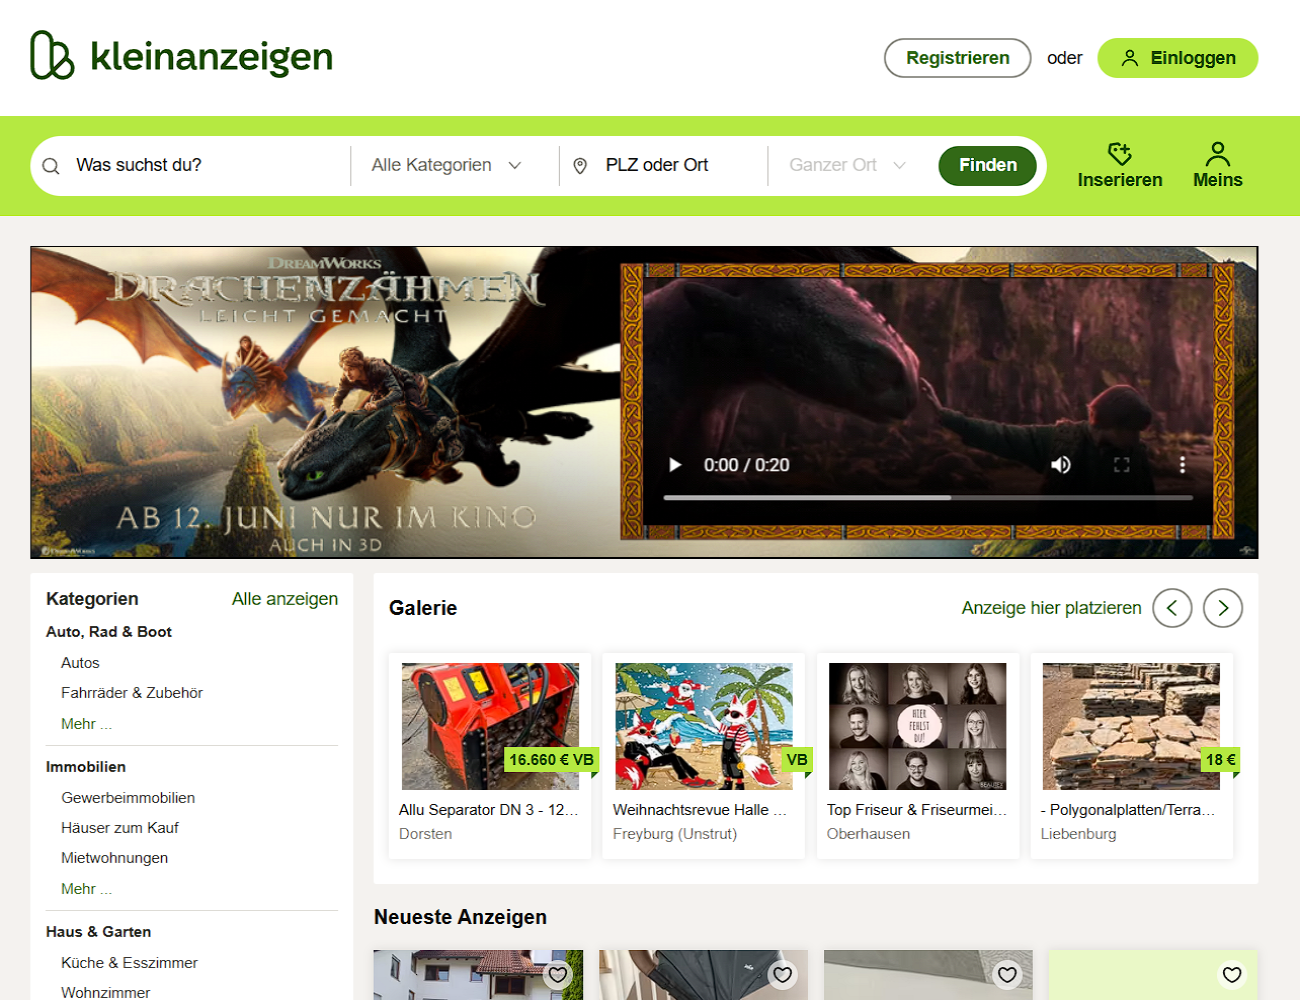 kleinanzeigen
Registrieren oder Einloggen
Was suchst du? Alle Kategorien PLZ oder Ort Ganzer Ort Finden Inserieren Meins
DREAMWORKS
DRACHENZÄHMEN
LEICHT GEMACHT
AB 12. JUNI NUR IM KINO
AUCH IN 3D
0:00 / 0:20
Kategorien Alle anzeigen
Auto, Rad & Boot
Autos
Fahrräder & Zubehör
Mehr ...
Immobilien
Gewerbeimmobilien
Häuser zum Kauf
Mietwohnungen
Mehr ...
Haus & Garten
Küche & Esszimmer
Wohnzimmer
Galerie
Anzeige hier platzieren
16.660 € VB
Allu Separator DN 3 - 12...
Dorsten
VB
Weihnachtsrevue Halle ...
Freyburg (Unstrut)
HIER
FEHLST
DU!
Top Friseur & Friseurmei...
Oberhausen
18 €
- Polygonalplatten/Terra...
Liebenburg
Neueste Anzeigen